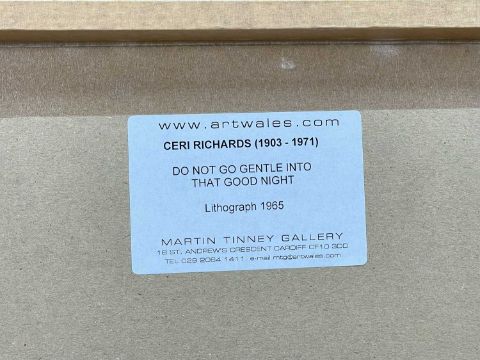 www.artwales.com
CERI RICHARDS (1903 - 1971)
DO NOT GO GENTLE INTO
THAT GOOD NIGHT
Lithograph 1965
MARTIN TINNEY GALLERY
18 ST. ANDREW'S CRESCENT CARDIFF CF10 3DD
TEL 029 2064 1411 e-mail mtg@artwales.com